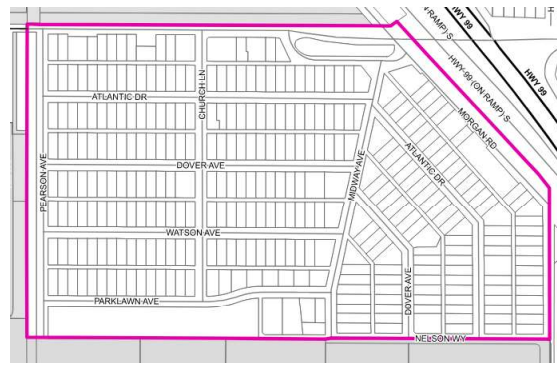 HWY 99
HWY 99 (ON RAMP) S
HWY 99
ATLANTIC DR
CHURCH LN
MORGAN RD
PEARSON AVE
DOVER AVE
MIDWAY AVE
ATLANTIC DR
WATSON AVE
DOVER AVE
PARKLAWN AVE
NELSON WY